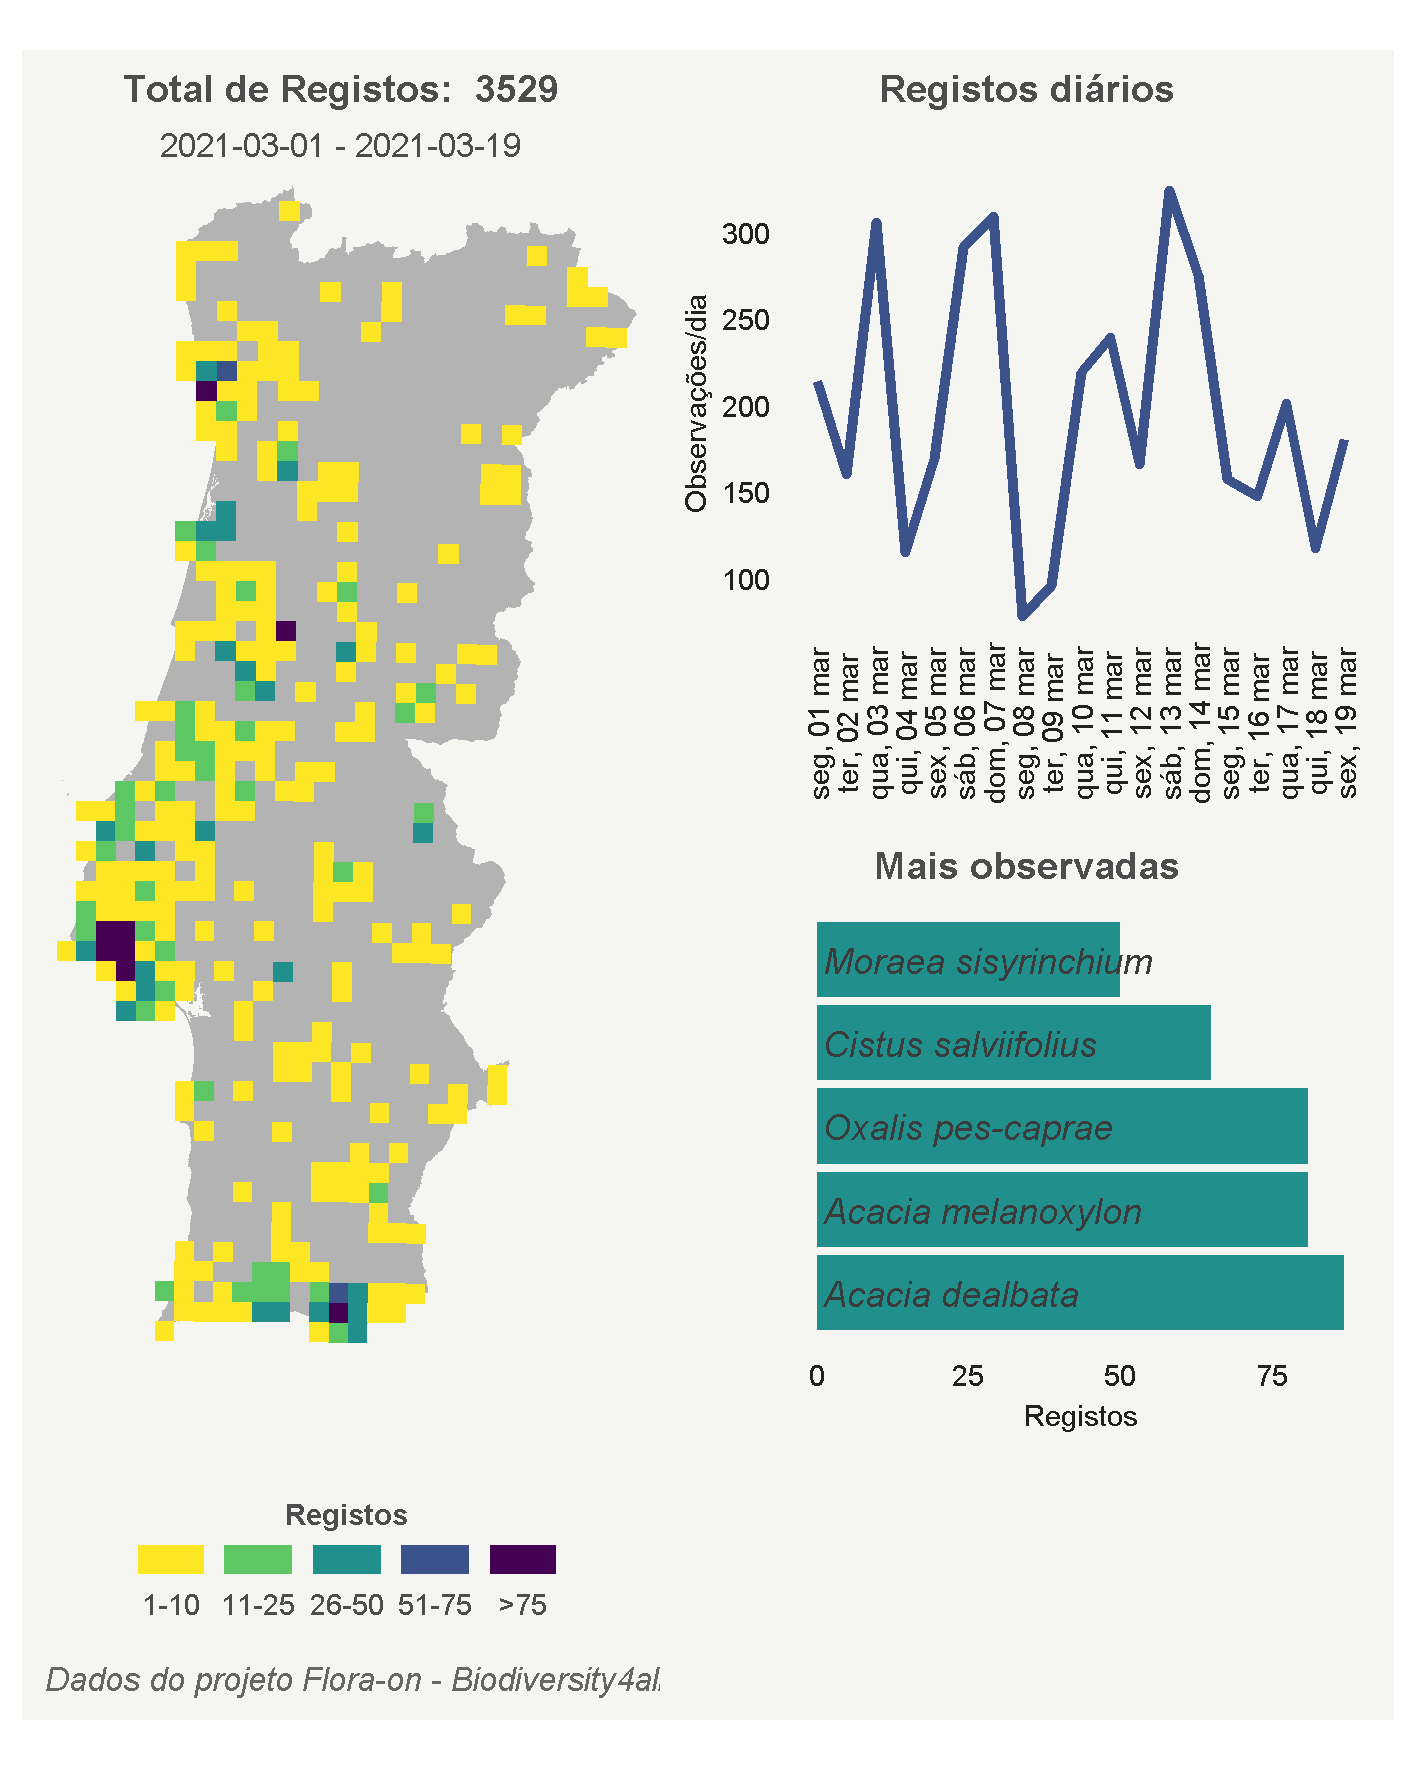 Total de Registos:  3529
2021-03-01 - 2021-03-19
Registos diários
Observações/dia
300
250
200
150
100
seg, 01 mar
ter, 02 mar
qua, 03 mar
qui, 04 mar
sex, 05 mar
sáb, 06 mar
dom, 07 mar
seg, 08 mar
ter, 09 mar
qua, 10 mar
qui, 11 mar
sex, 12 mar
sáb, 13 mar
dom, 14 mar
seg, 15 mar
ter, 16 mar
qua, 17 mar
qui, 18 mar
sex, 19 mar
Mais observadas
Moraea sisyrinchium
Cistus salviifolius
Oxalis pes-caprae
Acacia melanoxylon
Acacia dealbata
0 25 50 75
Registos
Registos
1-10 11-25 26-50 51-75 >75
Dados do projeto Flora-on - Biodiversity4all